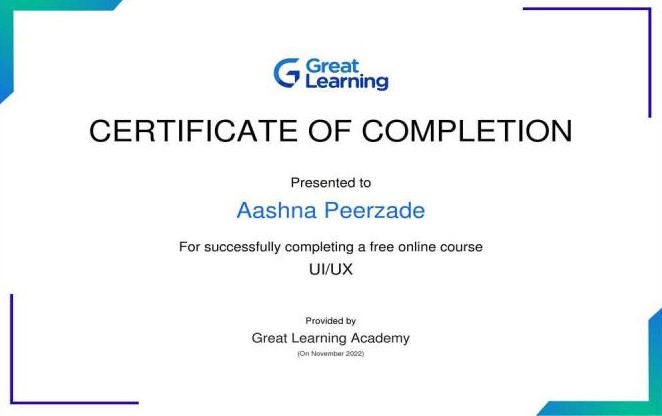 Great
Learning
CERTIFICATE OF COMPLETION
Presented to
Aashna Peerzade
For successfully completing a free online course
UI/UX
Provided by
Great Learning Academy
(On November 2022)